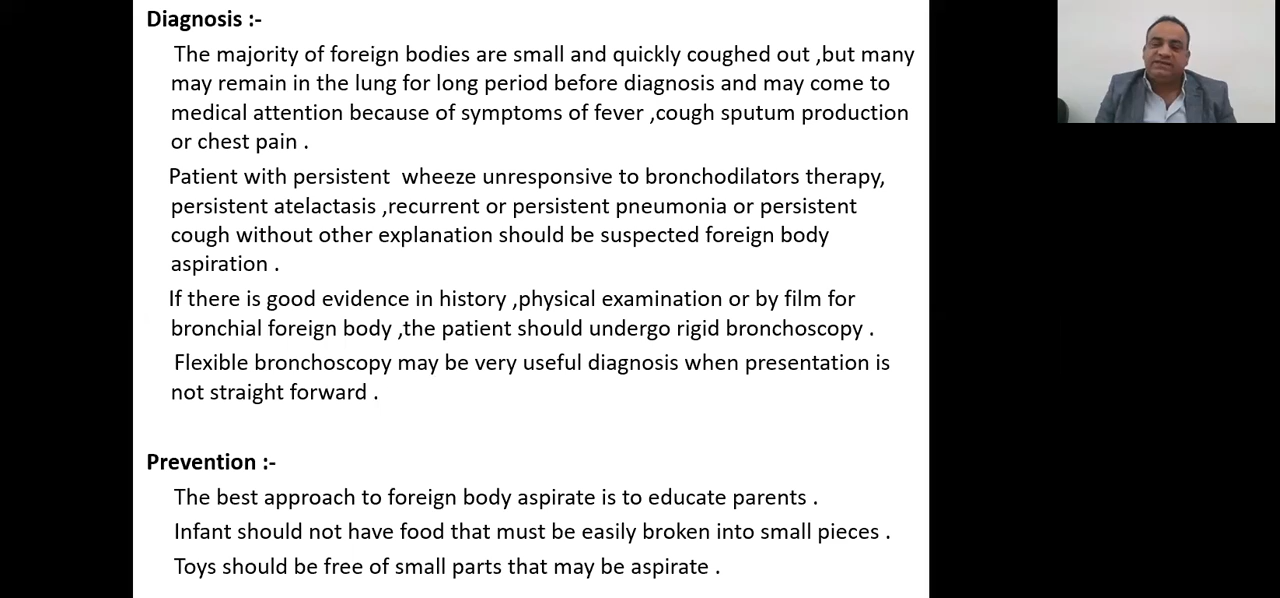 Diagnosis :-
The majority of foreign bodies are small and quickly coughed out ,but many
may remain in the lung for long period before diagnosis and may come to
medical attention because of symptoms of fever ,cough sputum production
or chest pain .
Patient with persistent  wheeze unresponsive to bronchodilators therapy,
persistent atelactasis ,recurrent or persistent pneumonia or persistent
cough without other explanation should be suspected foreign body
aspiration .
If there is good evidence in history ,physical examination or by film for
bronchial foreign body ,the patient should undergo rigid bronchoscopy .
Flexible bronchoscopy may be very useful diagnosis when presentation is
not straight forward .
Prevention :-
The best approach to foreign body aspirate is to educate parents .
Infant should not have food that must be easily broken into small pieces .
Toys should be free of small parts that may be aspirate .